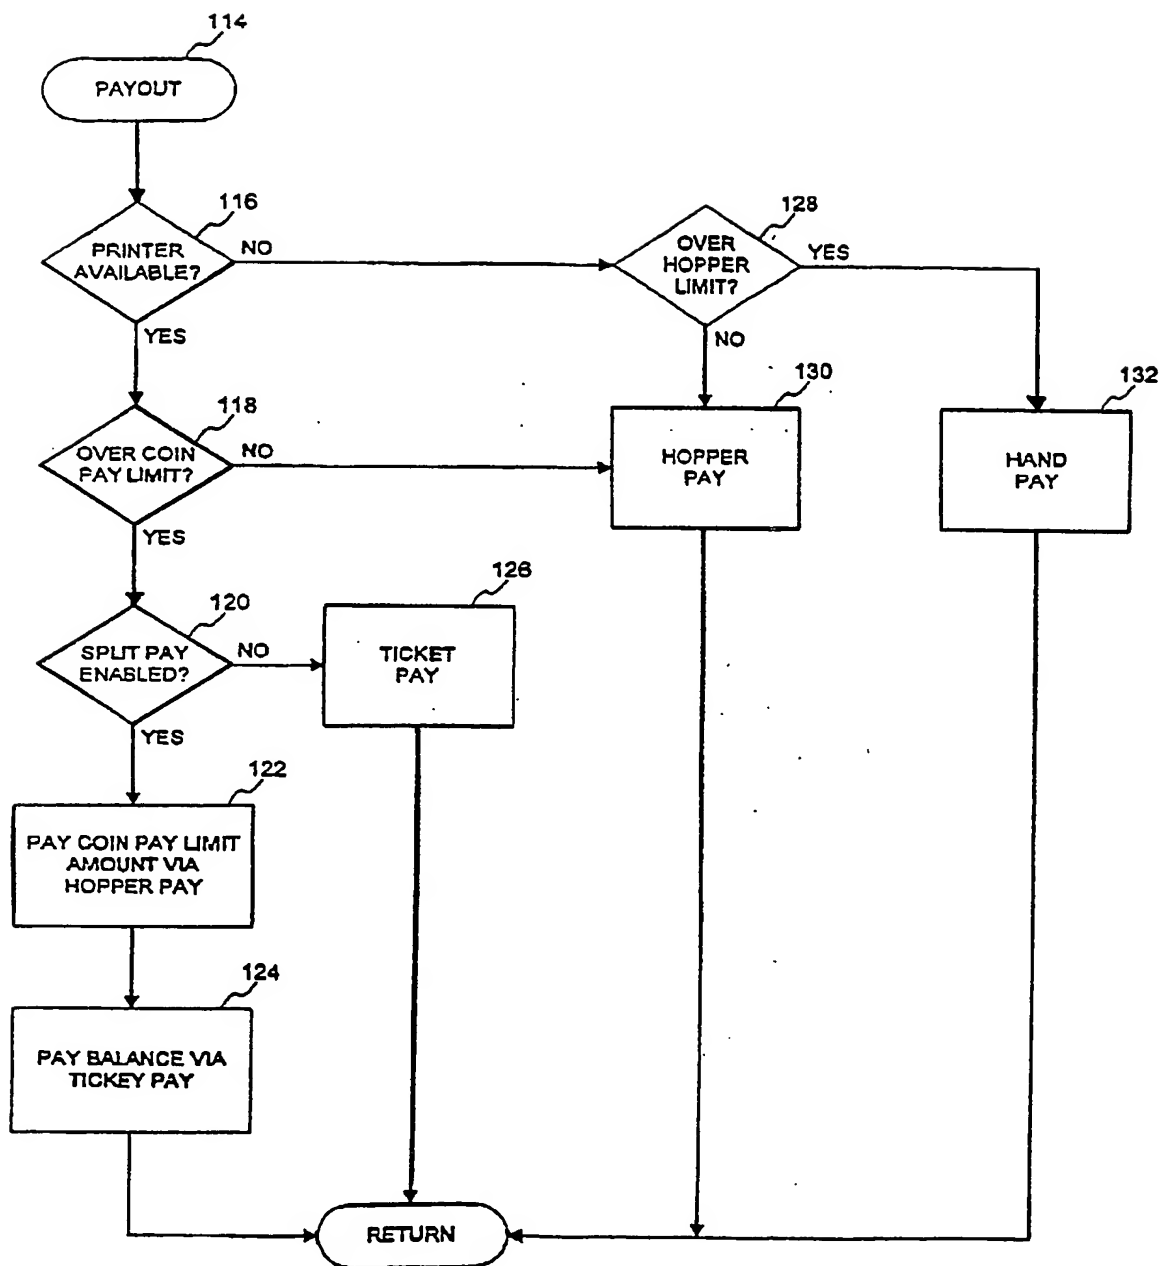 114
PAYOUT
116
PRINTER
AVAILABLE?
NO
YES
128
OVER
HOPPER
LIMIT?
YES
NO
118
OVER COIN
PAY LIMIT?
NO
YES
130
HOPPER
PAY
132
HAND
PAY
120
SPLIT PAY
ENABLED?
NO
YES
126
TICKET
PAY
122
PAY COIN PAY LIMIT
AMOUNT VIA
HOPPER PAY
124
PAY BALANCE VIA
TICKEY PAY
RETURN